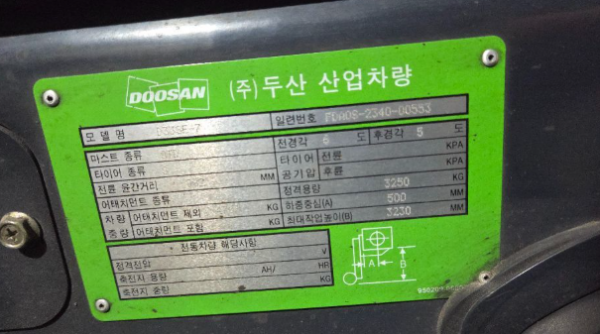 DOOSAN (주)두산 산업차량
모델명 D33SE-7 일련번호 FDA0S-2340-00553
마스트 종류 전경각 6 도 후경각 5 도
타이어 종류 타이어 전륜 KPA
전륜 윤간거리 MM 공기압 후륜 KPA
어태치먼트 종류 정격용량 3250 KG
차량 어태치먼트 제외 KG 하중중심(A) 500 MM
중량 어태치먼트 포함 KG 최대작업높이(B) 3230 MM
전동차량 해당사항
정격전압 V
축전지 용량 AH/ HR
축전지 중량 KG
A
B